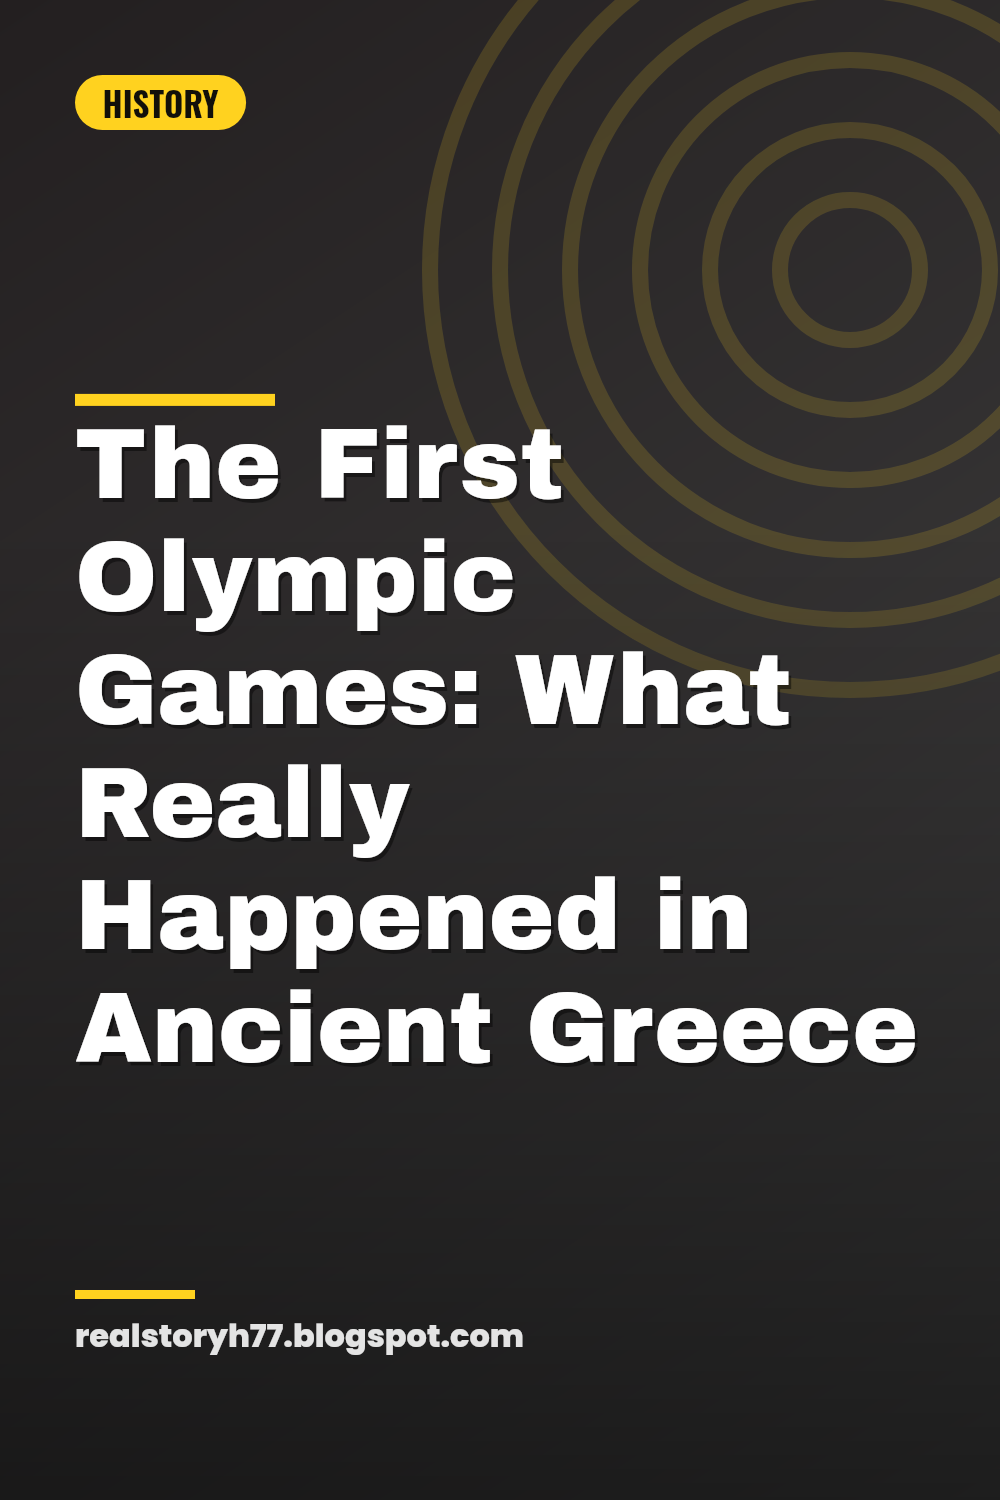 HISTORY
The First
Olympic
Games: What
Really
Happened in
Ancient Greece
realstoryh77.blogspot.com